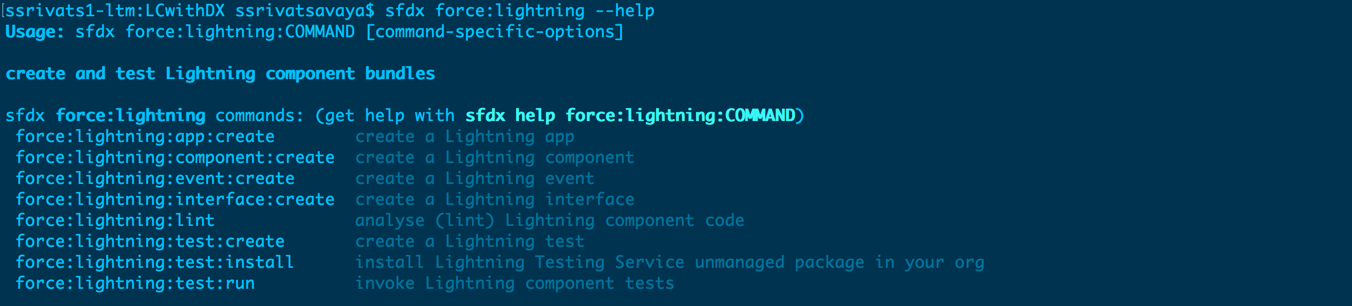 [ssrivats1-ltm:LCwithDX ssrivatsavaya$ sfdx force:lightning --help
Usage: sfdx force:lightning:COMMAND [command-specific-options]
create and test Lightning component bundles
sfdx force:lightning commands: (get help with sfdx help force:lightning:COMMAND)
force:lightning:app:create create a Lightning app
force:lightning:component:create create a Lightning component
force:lightning:event:create create a Lightning event
force:lightning:interface:create create a Lightning interface
force:lightning:lint analyse (lint) Lightning component code
force:lightning:test:create create a Lightning test
force:lightning:test:install install Lightning Testing Service unmanaged package in your org
force:lightning:test:run invoke Lightning component tests